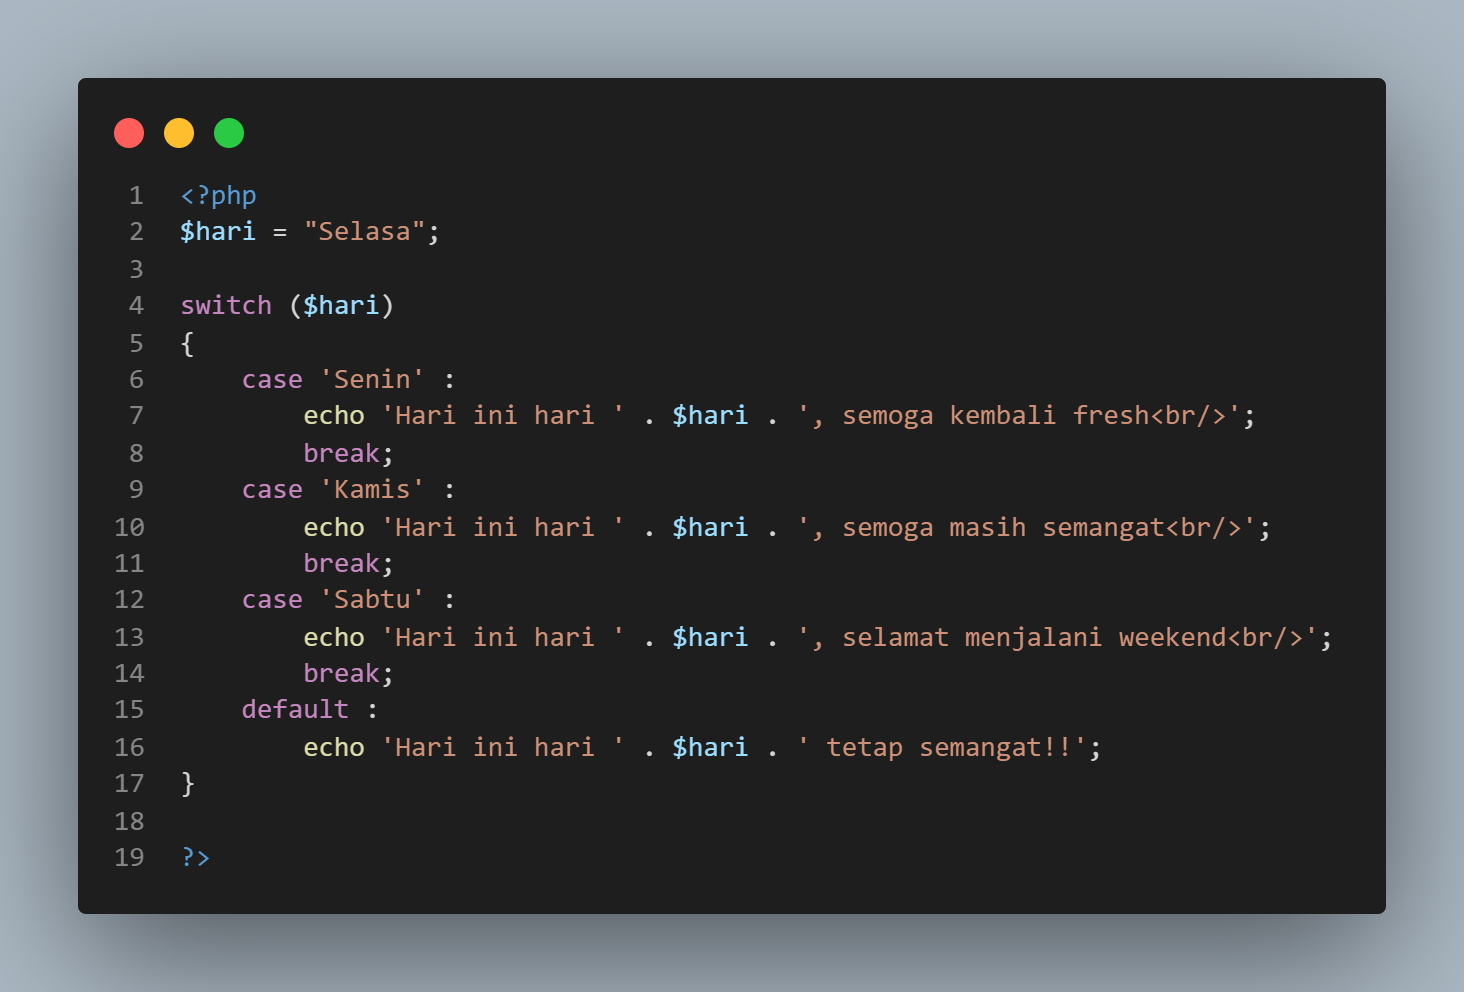 1 <?php
2 $hari = "Selasa";
3
4 switch ($hari)
5 {
6     case 'Senin' :
7         echo 'Hari ini hari ' . $hari . ', semoga kembali fresh<br/>';
8         break;
9     case 'Kamis' :
10         echo 'Hari ini hari ' . $hari . ', semoga masih semangat<br/>';
11         break;
12     case 'Sabtu' :
13         echo 'Hari ini hari ' . $hari . ', selamat menjalani weekend<br/>';
14         break;
15     default :
16         echo 'Hari ini hari ' . $hari . ' tetap semangat!!';
17 }
18
19 ?>